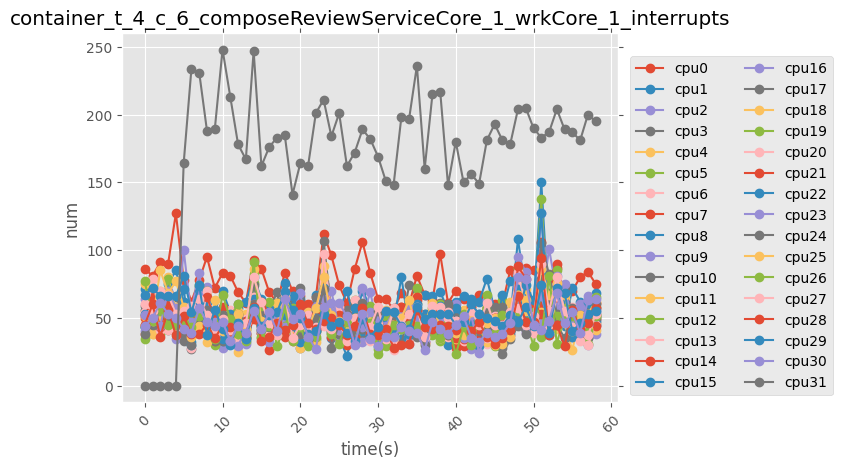 container_t_4_c_6_composeReviewServiceCore_1_wrkCore_1_interrupts
num
250
200
150
100
50
0
0
10
20
30
40
50
60
time(s)
cpu0
cpu1
cpu2
cpu3
cpu4
cpu5
cpu6
cpu7
cpu8
cpu9
cpu10
cpu11
cpu12
cpu13
cpu14
cpu15
cpu16
cpu17
cpu18
cpu19
cpu20
cpu21
cpu22
cpu23
cpu24
cpu25
cpu26
cpu27
cpu28
cpu29
cpu30
cpu31